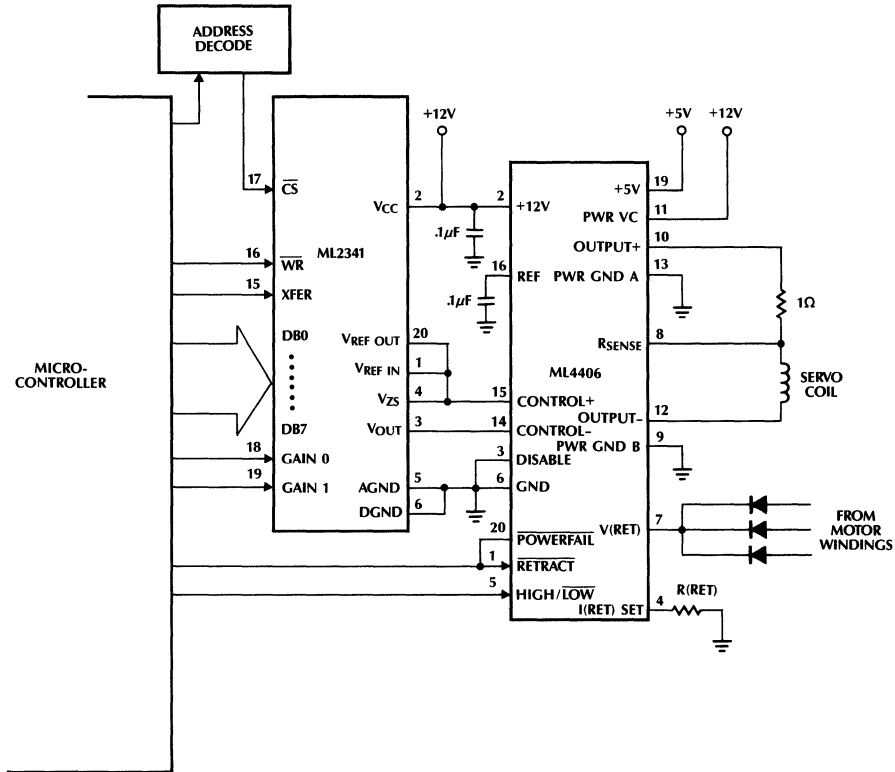 ADDRESS
DECODE
MICRO-
CONTROLLER
ML2341
17 CS
16 WR
15 XFER
DB0
DB7
18 GAIN 0
19 GAIN 1
VCC 2
VREF OUT 20
VREF IN 1
VZS 4
VOUT 3
AGND 5
DGND 6
+12V
.1µF
.1µF
ML4406
2 +12V
16 REF
15 CONTROL+
14 CONTROL–
3 DISABLE
6 GND
20 POWERFAIL
1 RETRACT
5 HIGH/LOW
+5V
+12V
+5V 19
PWR VC 11
OUTPUT+ 10
PWR GND A 13
RSENSE 8
OUTPUT– 12
PWR GND B 9
V(RET) 7
I(RET) SET 4
1Ω
SERVO
COIL
FROM
MOTOR
WINDINGS
R(RET)